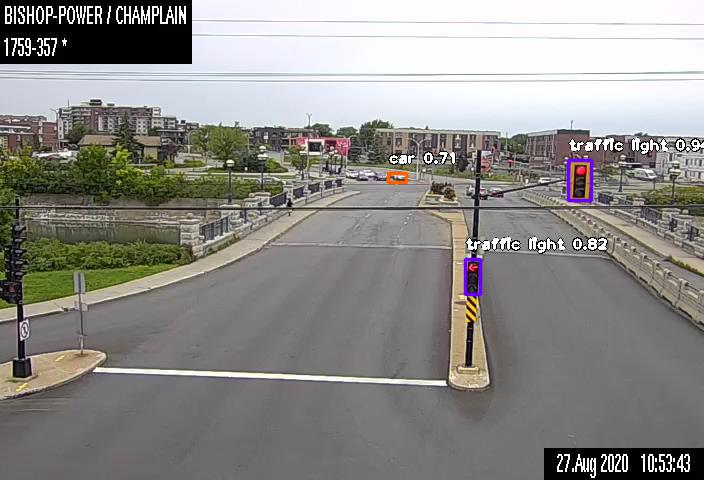 BISHOP-POWER / CHAMPLAIN
1759-357 *
traffic light 0.94
car 0.71
traffic light 0.82
27.Aug 2020 10:53:43